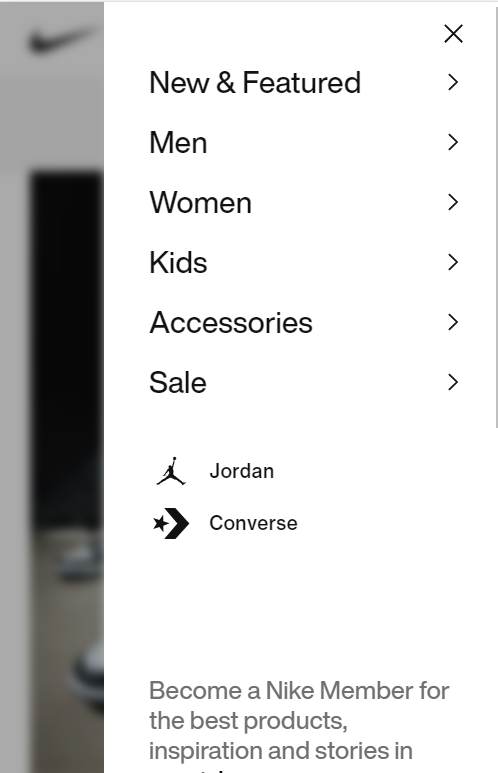 New & Featured
Men
Women
Kids
Accessories
Sale
Jordan
Converse
Become a Nike Member for
the best products,
inspiration and stories in